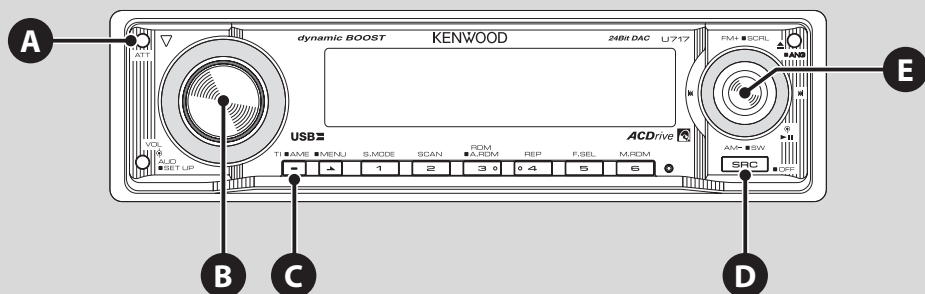 A
ATT
dynamic BOOST
KENWOOD
24Bit DAC U717
FM+ ■SCRL
■ANG
E
USB
ACDrive
VOL
AUD
■SET UP
TI ■AME ■MENU S.MODE SCAN RDM ■A.RDM REP F.SEL M.RDM
1 2 3 4 5 6
AM− ■SW
SRC
■OFF
B
C
D